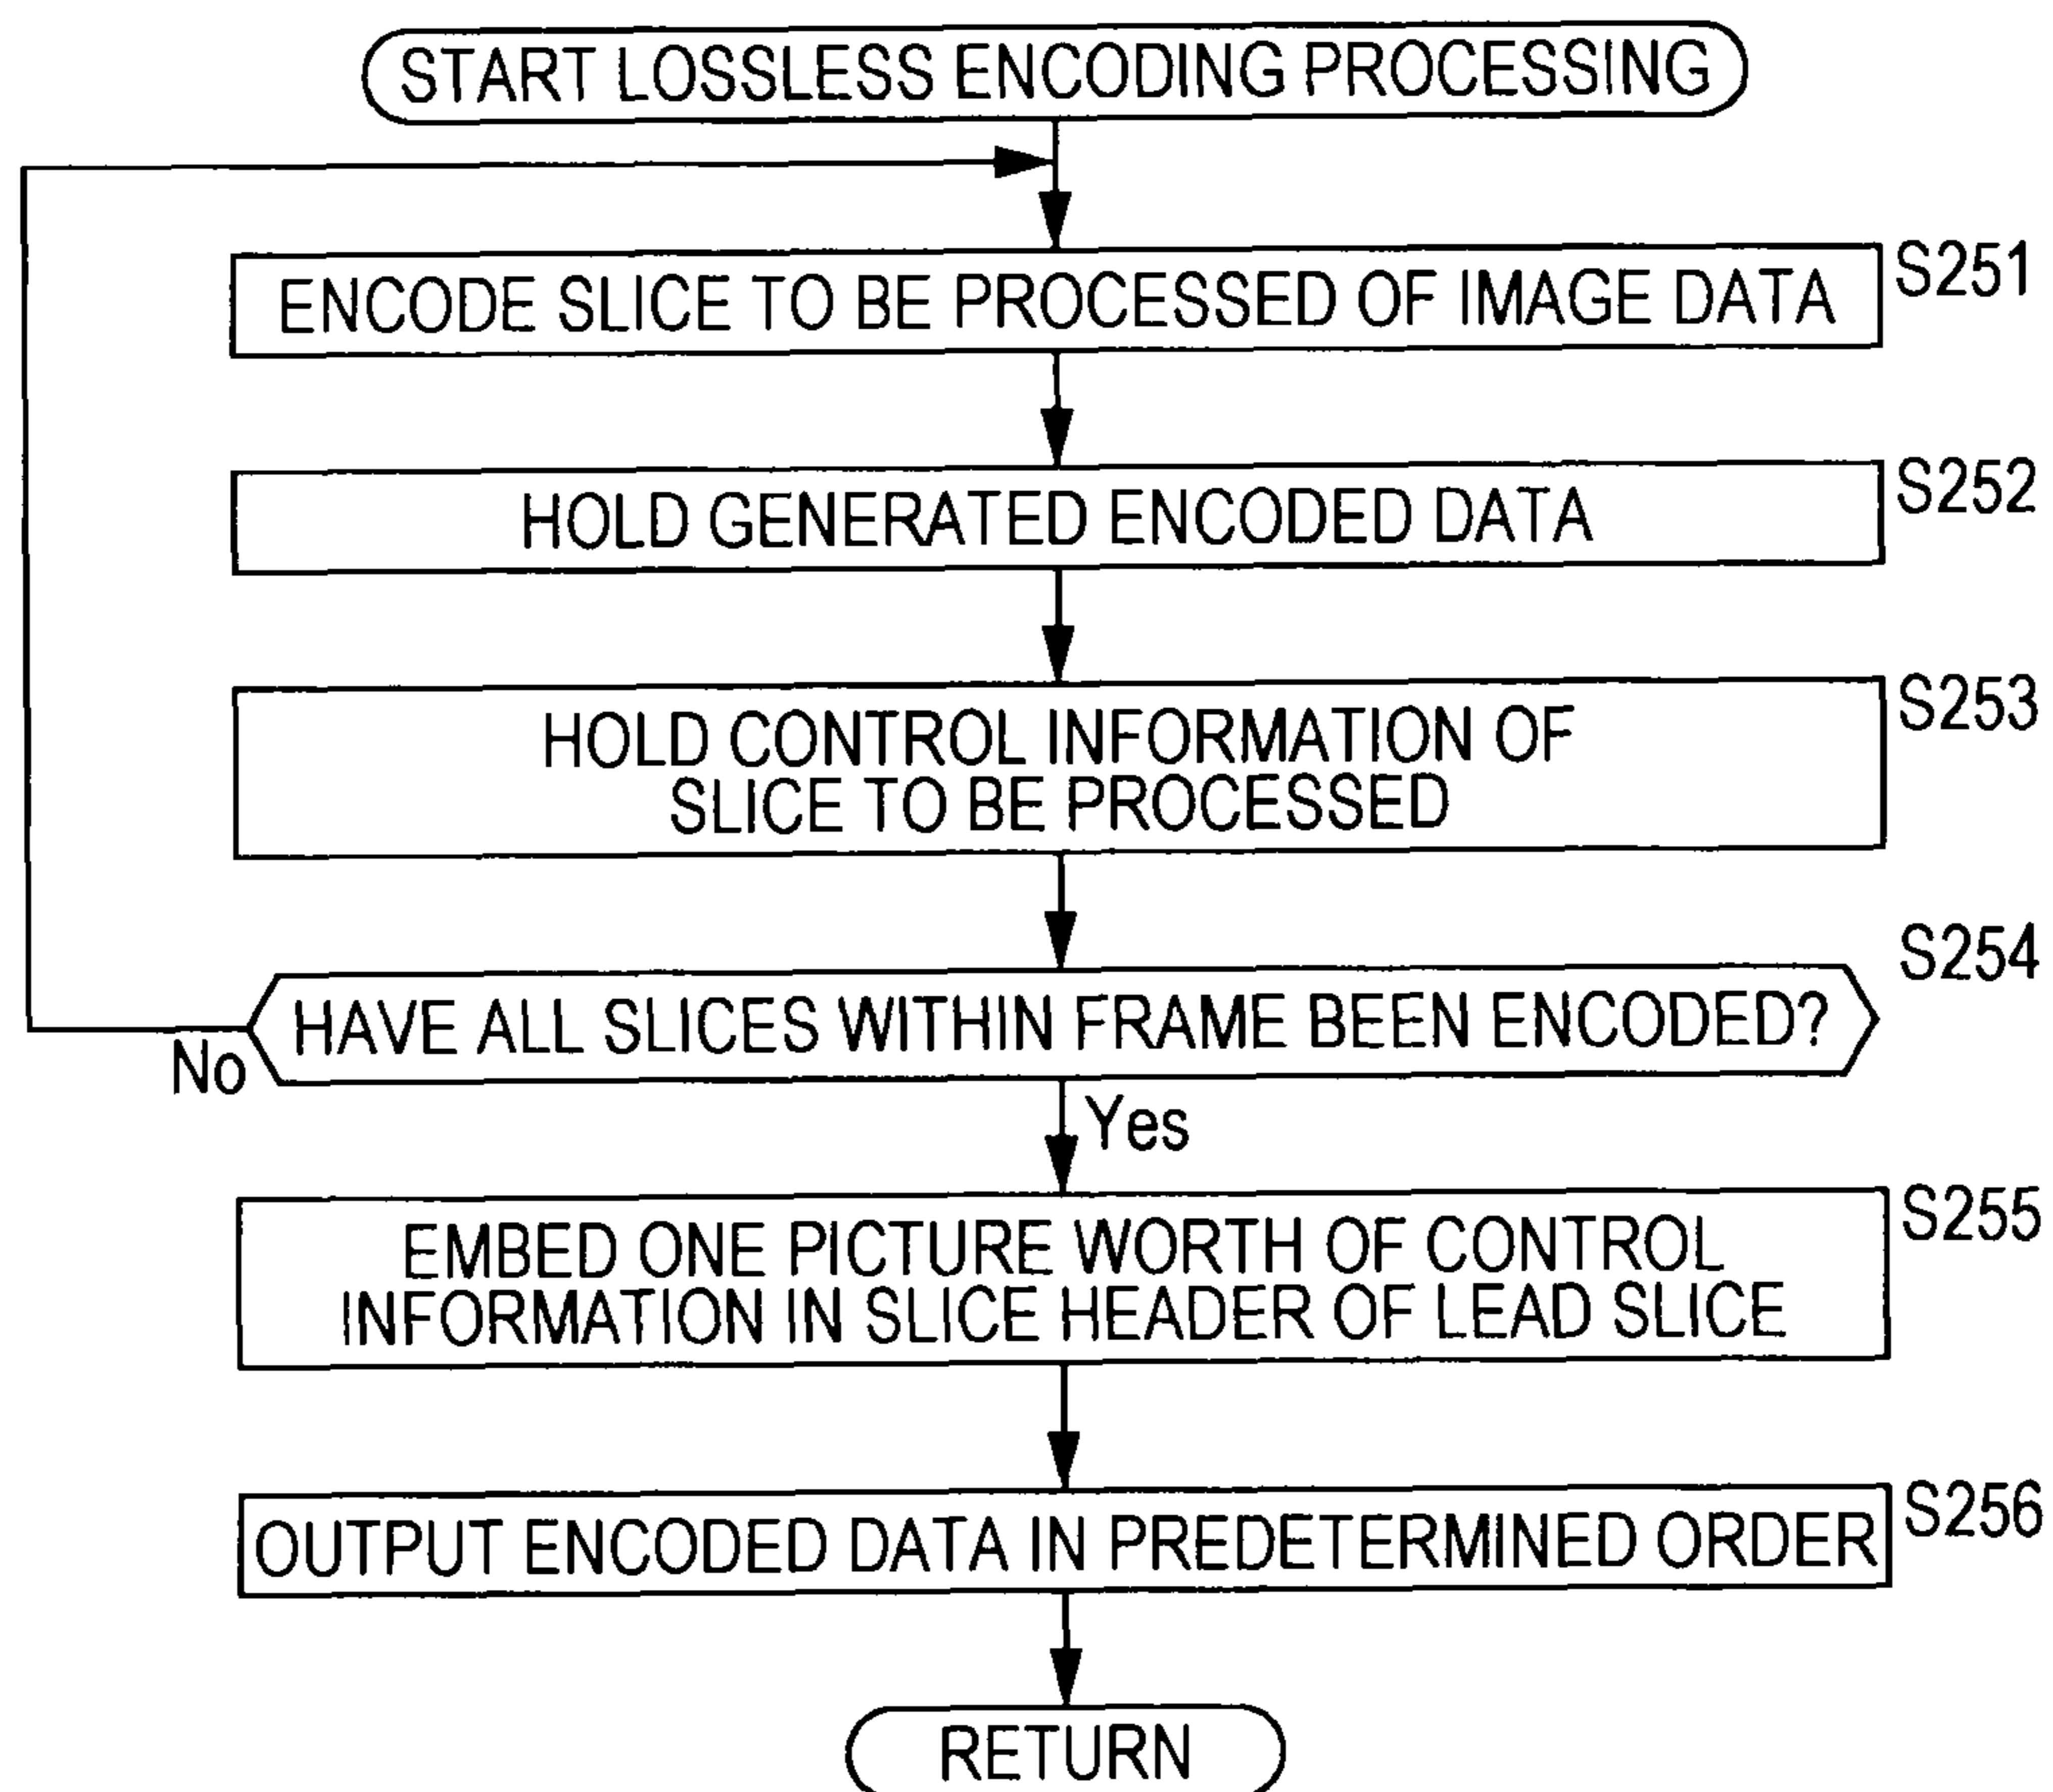 START LOSSLESS ENCODING PROCESSING
ENCODE SLICE TO BE PROCESSED OF IMAGE DATA
S251
HOLD GENERATED ENCODED DATA
S252
HOLD CONTROL INFORMATION OF
SLICE TO BE PROCESSED
S253
HAVE ALL SLICES WITHIN FRAME BEEN ENCODED?
S254
No
Yes
EMBED ONE PICTURE WORTH OF CONTROL
INFORMATION IN SLICE HEADER OF LEAD SLICE
S255
OUTPUT ENCODED DATA IN PREDETERMINED ORDER
S256
RETURN